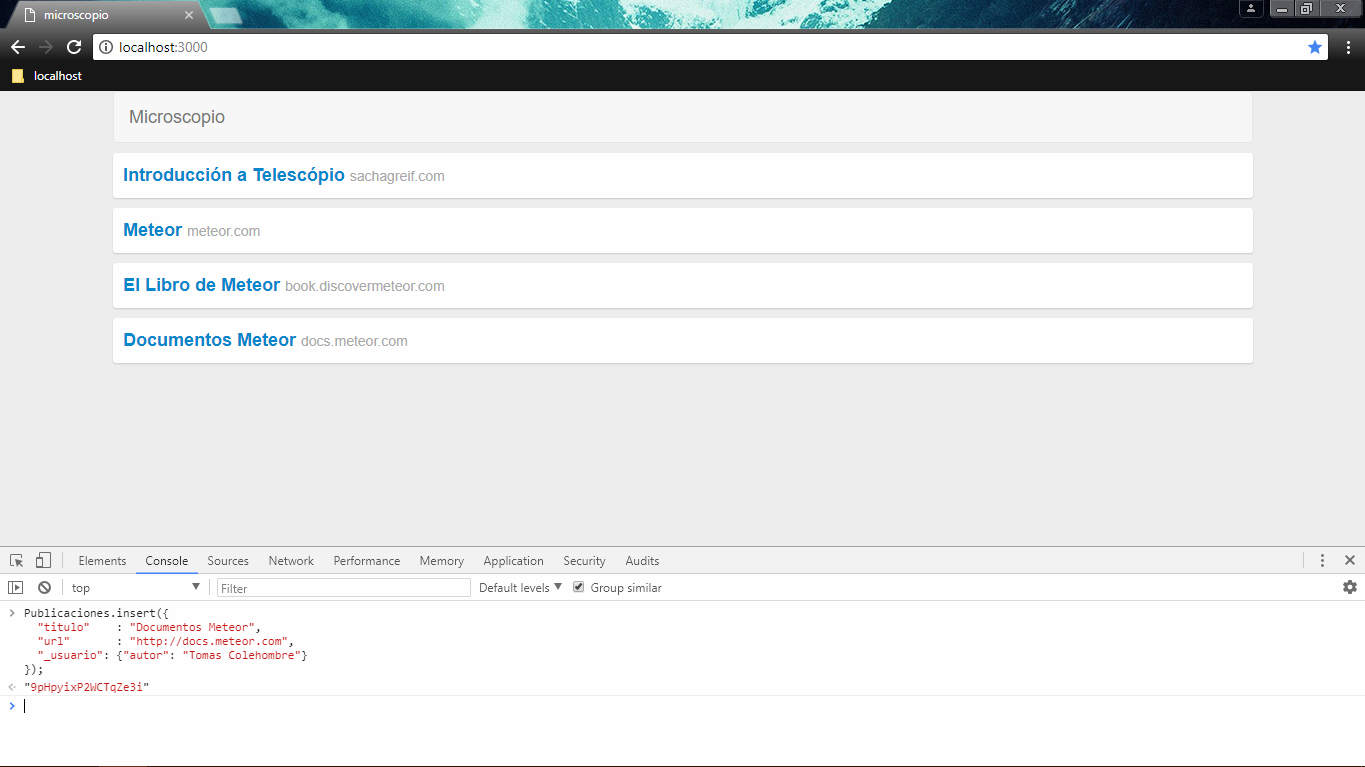 microscopio
localhost:3000
localhost
Microscopio
Introducción a Telescópio sachagreif.com
Meteor meteor.com
El Libro de Meteor book.discovermeteor.com
Documentos Meteor docs.meteor.com
Elements Console Sources Network Performance Memory Application Security Audits
top Filter Default levels Group similar
Publicaciones.insert({
"titulo" : "Documentos Meteor",
"url" : "http://docs.meteor.com",
"_usuario": {"autor": "Tomas Colehombre"}
});
"9pHpyixP2WCTqZe3i"